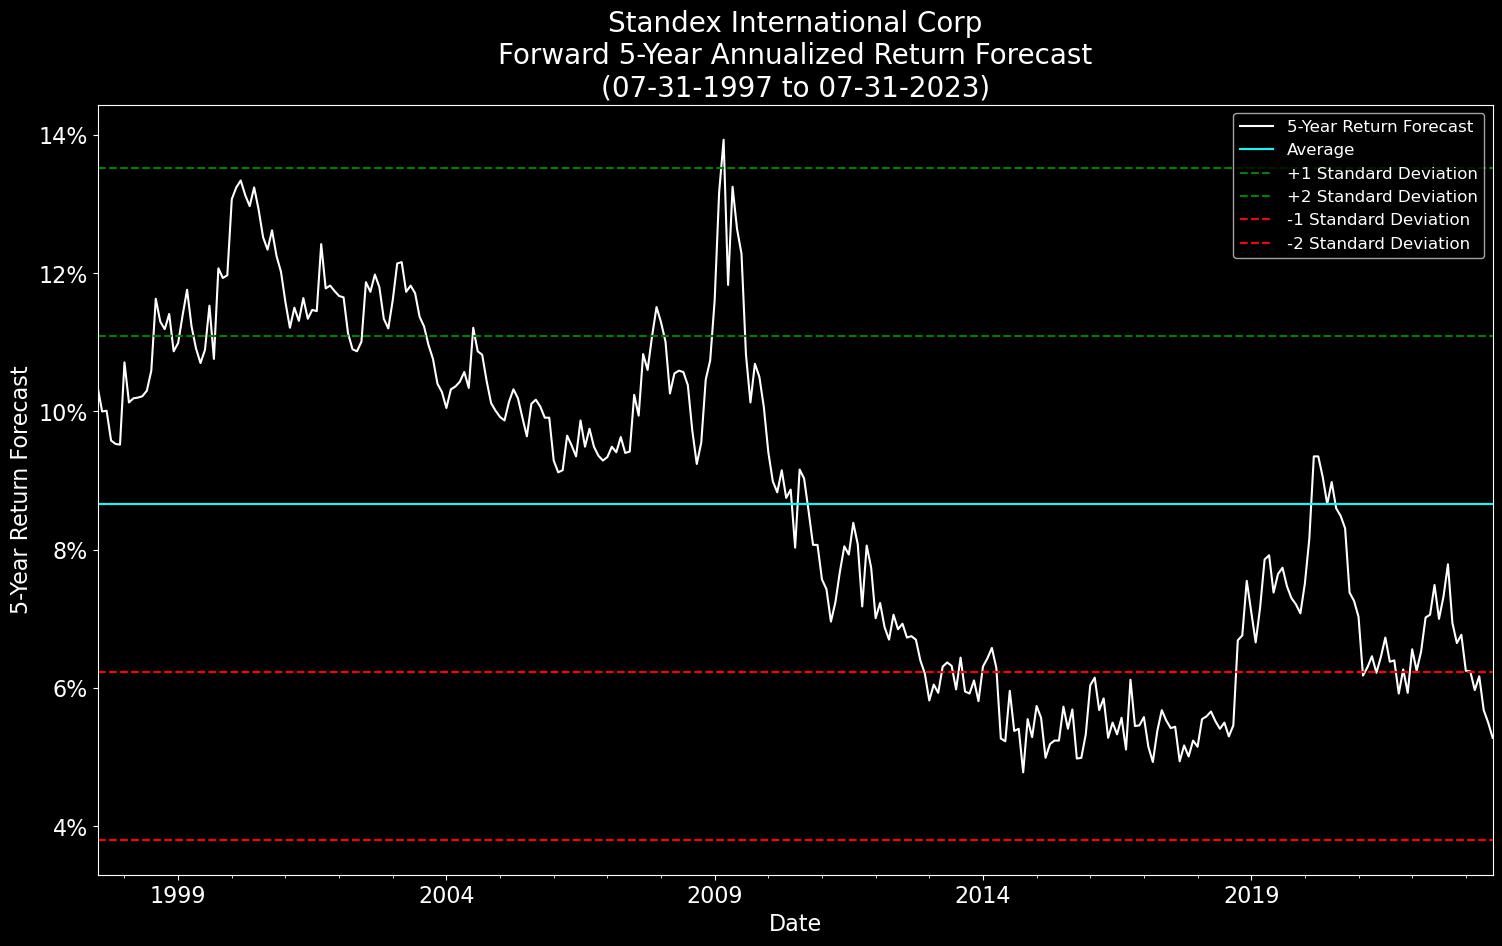 Standex International Corp
Forward 5-Year Annualized Return Forecast
(07-31-1997 to 07-31-2023)
5-Year Return Forecast
14%
12%
10%
8%
6%
4%
5-Year Return Forecast
Average
+1 Standard Deviation
+2 Standard Deviation
-1 Standard Deviation
-2 Standard Deviation
1999
2004
2009
2014
2019
Date